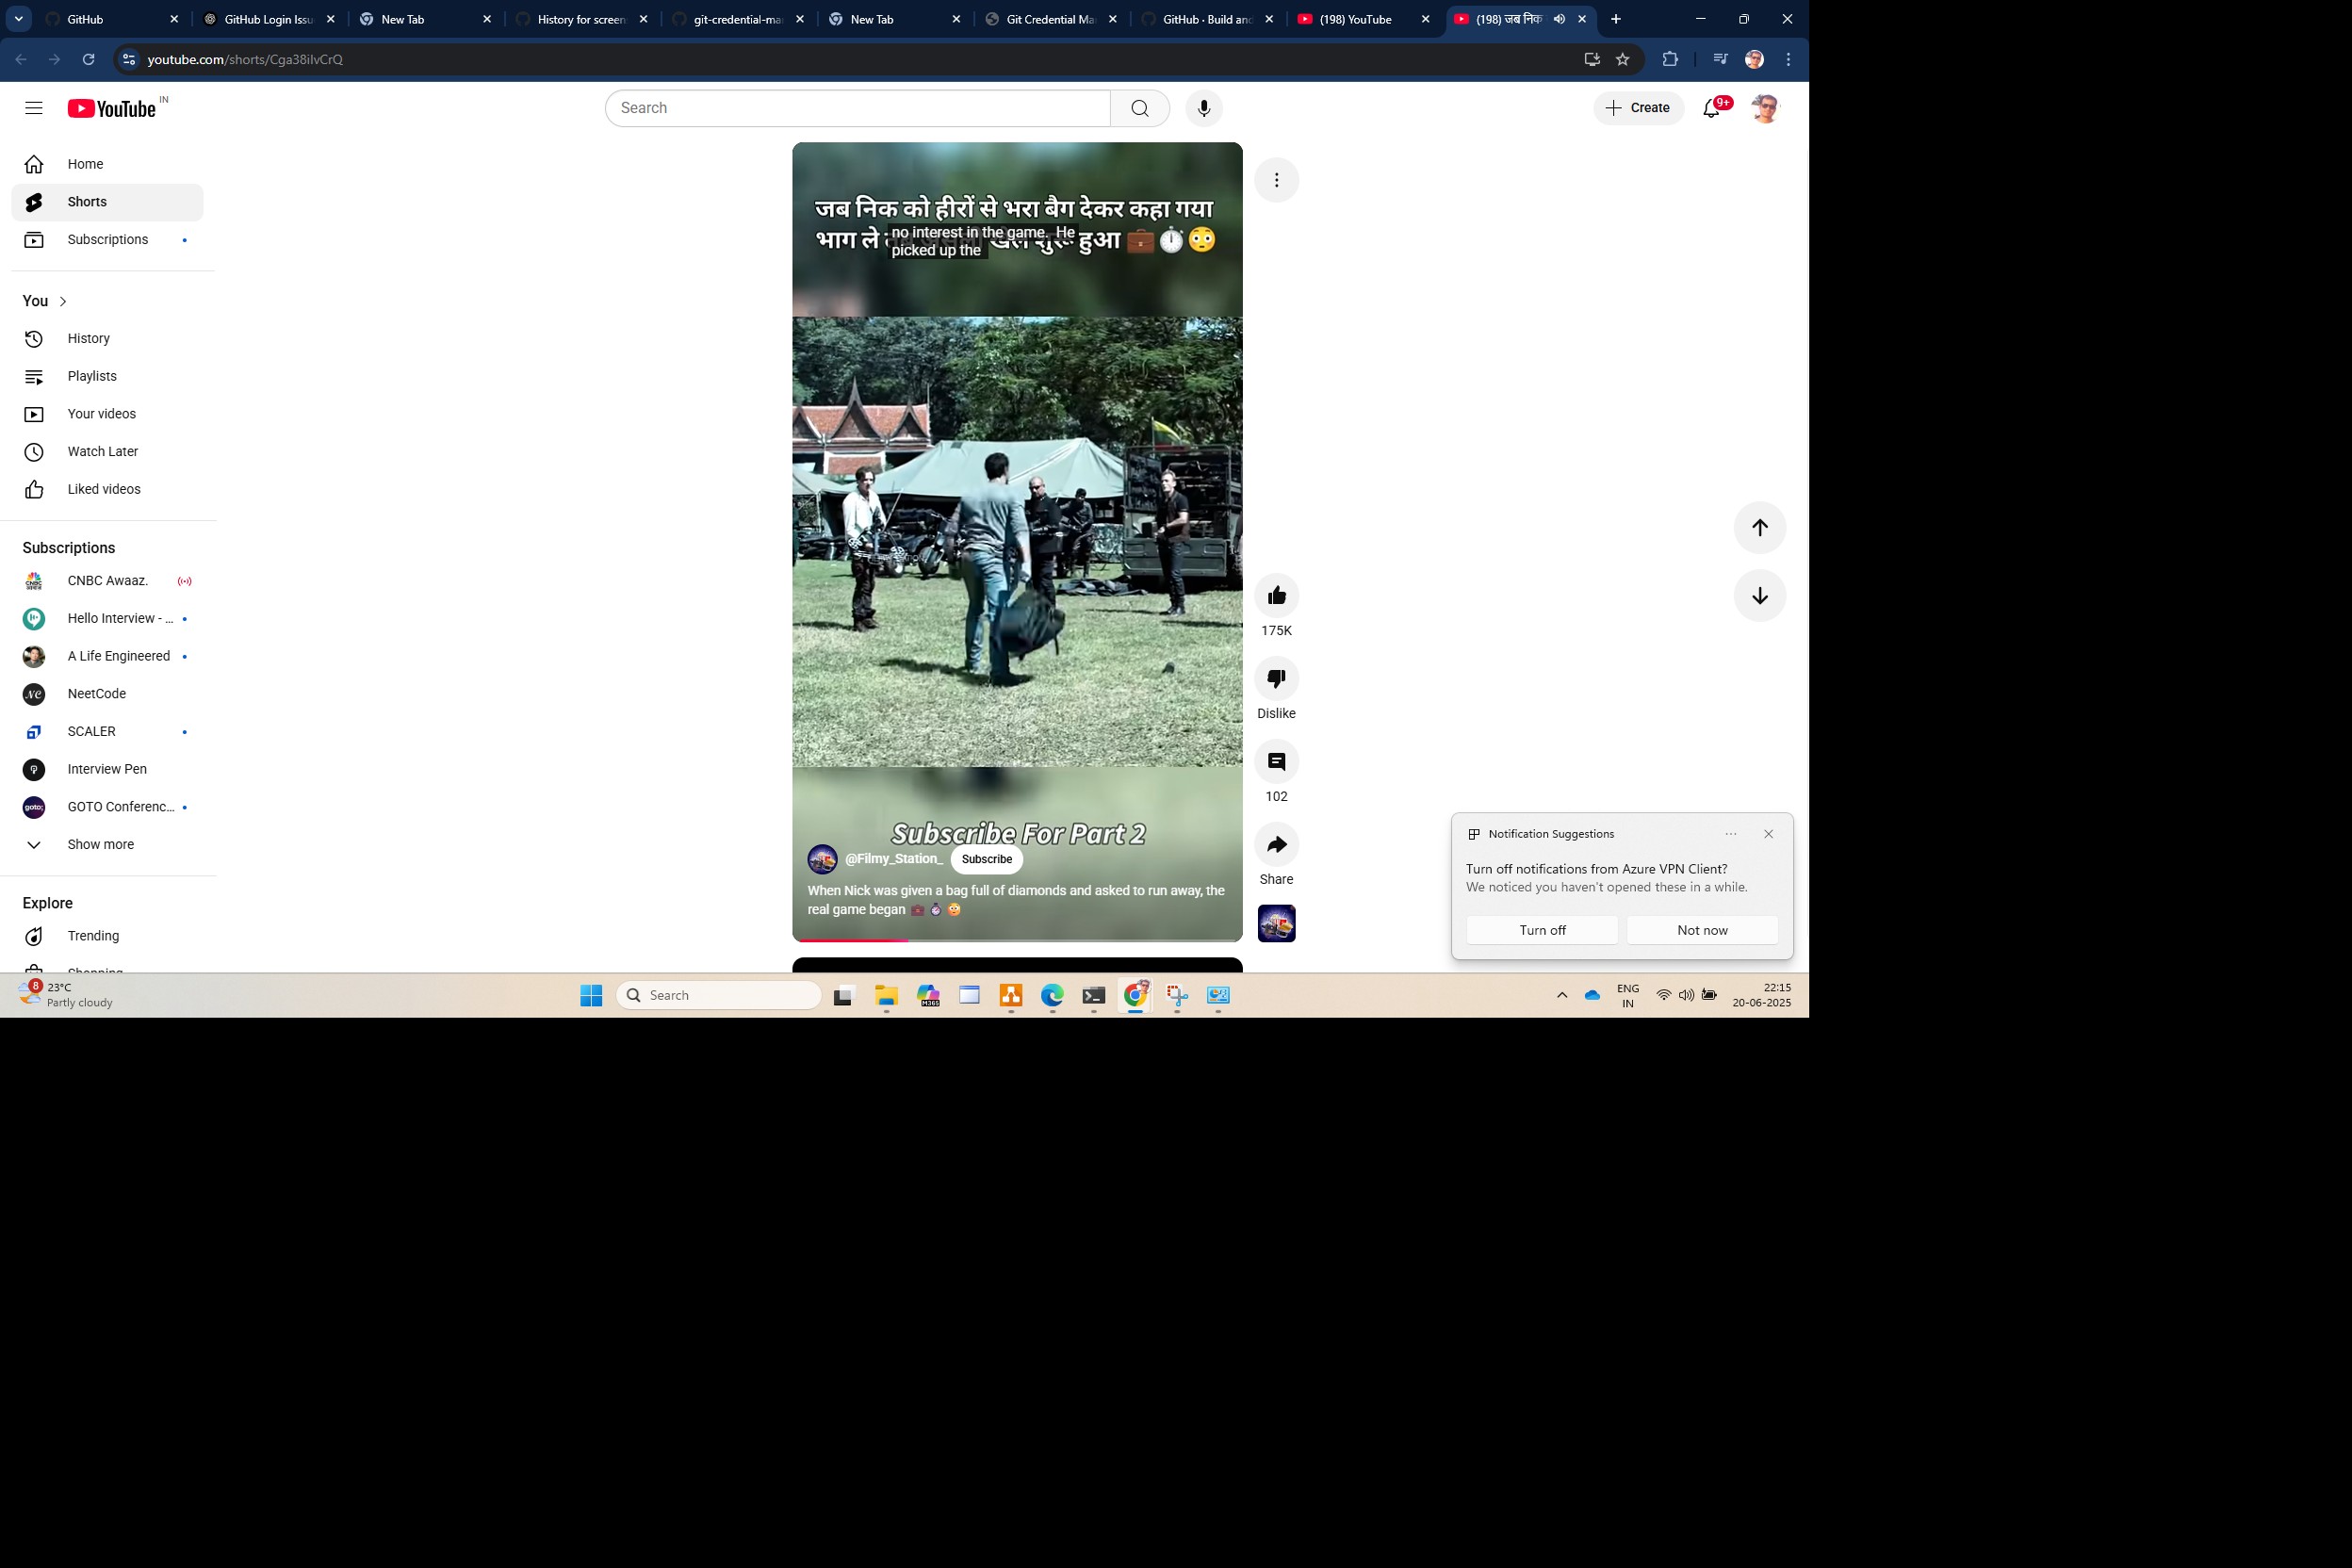 GitHub
GitHub Login Issu
New Tab
History for screen
git-credential-ma
New Tab
Git Credential Ma
GitHub · Build and
(198) YouTube
(198) जब निक
youtube.com/shorts/Cga38ilvCrQ
YouTube IN
Search
Create
9+
Home
Shorts
Subscriptions
You
History
Playlists
Your videos
Watch Later
Liked videos
Subscriptions
CNBC Awaaz.
Hello Interview - ...
A Life Engineered
NeetCode
SCALER
Interview Pen
GOTO Conferenc...
Show more
Explore
Trending
Shopping
जब निक को हीरों से भरा बैग देकर कहा गया
भाग ले तब असली खेल शुरू हुआ 💼⏱️😳
no interest in the game. He
picked up the
Subscribe For Part 2
@Filmy_Station_ Subscribe
When Nick was given a bag full of diamonds and asked to run away, the
real game began 💼⏱️😳
175K
Dislike
102
Share
Notification Suggestions
Turn off notifications from Azure VPN Client?
We noticed you haven't opened these in a while.
Turn off
Not now
8
23°C
Partly cloudy
Search
M365
ENG
IN
22:15
20-06-2025